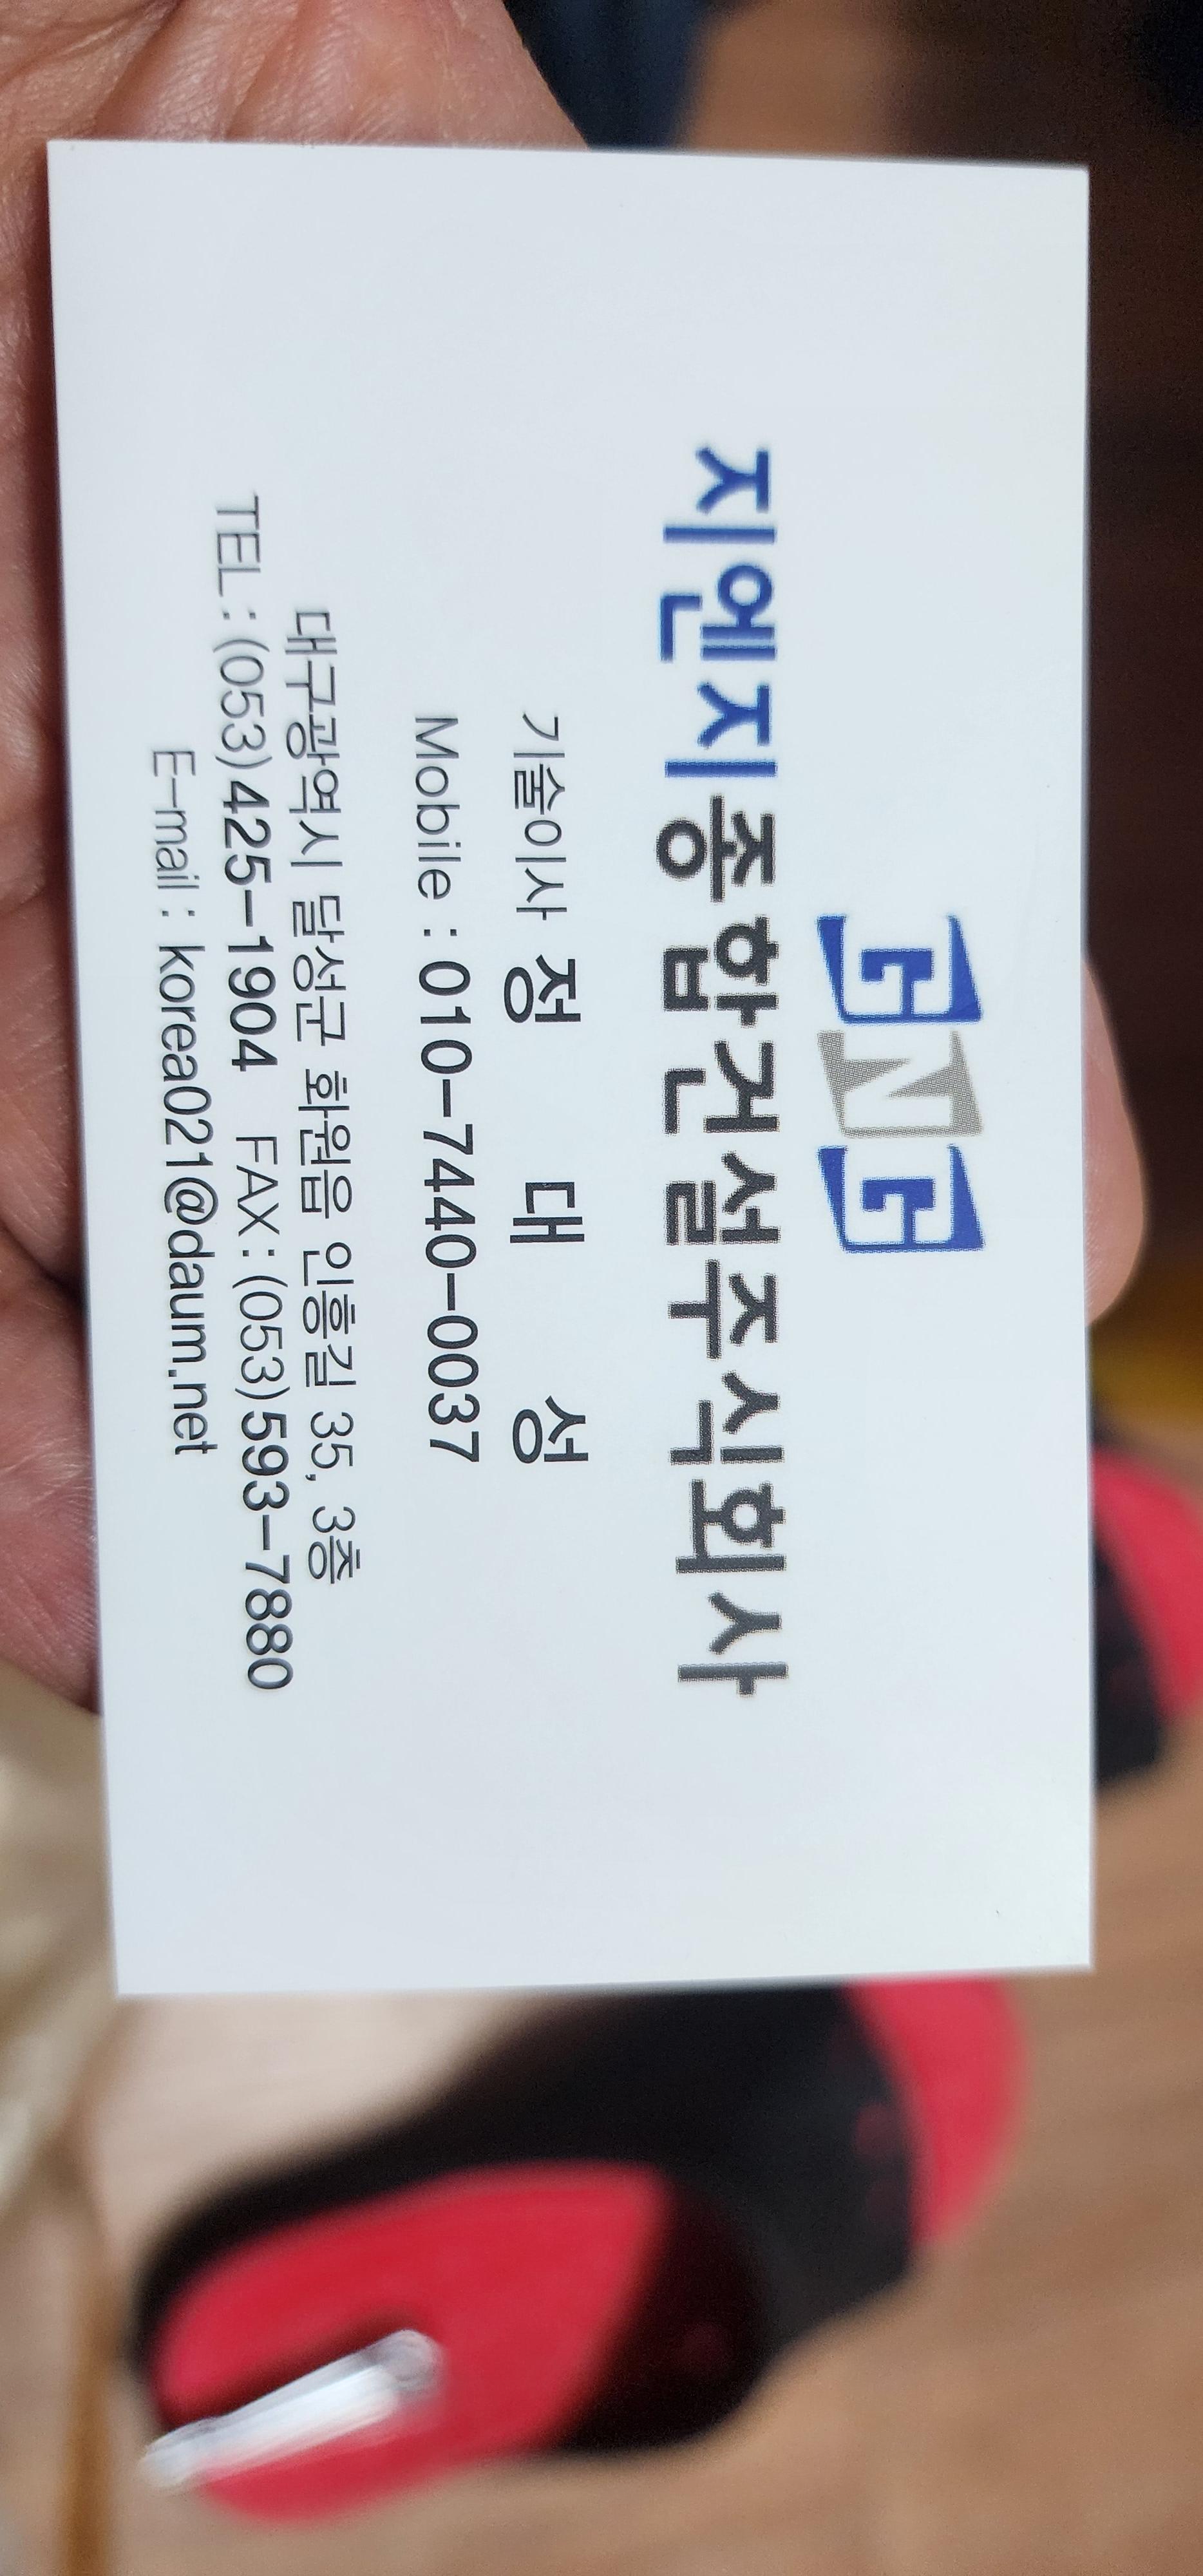 GNG
지엔지종합건설주식회사
기술이사 정 대 성
Mobile : 010-7440-0037
대구광역시 달성군 화원읍 인흥길 35, 3층
TEL : (053)425-1904 FAX : (053)593-7880
E-mail : korea021@daum.net